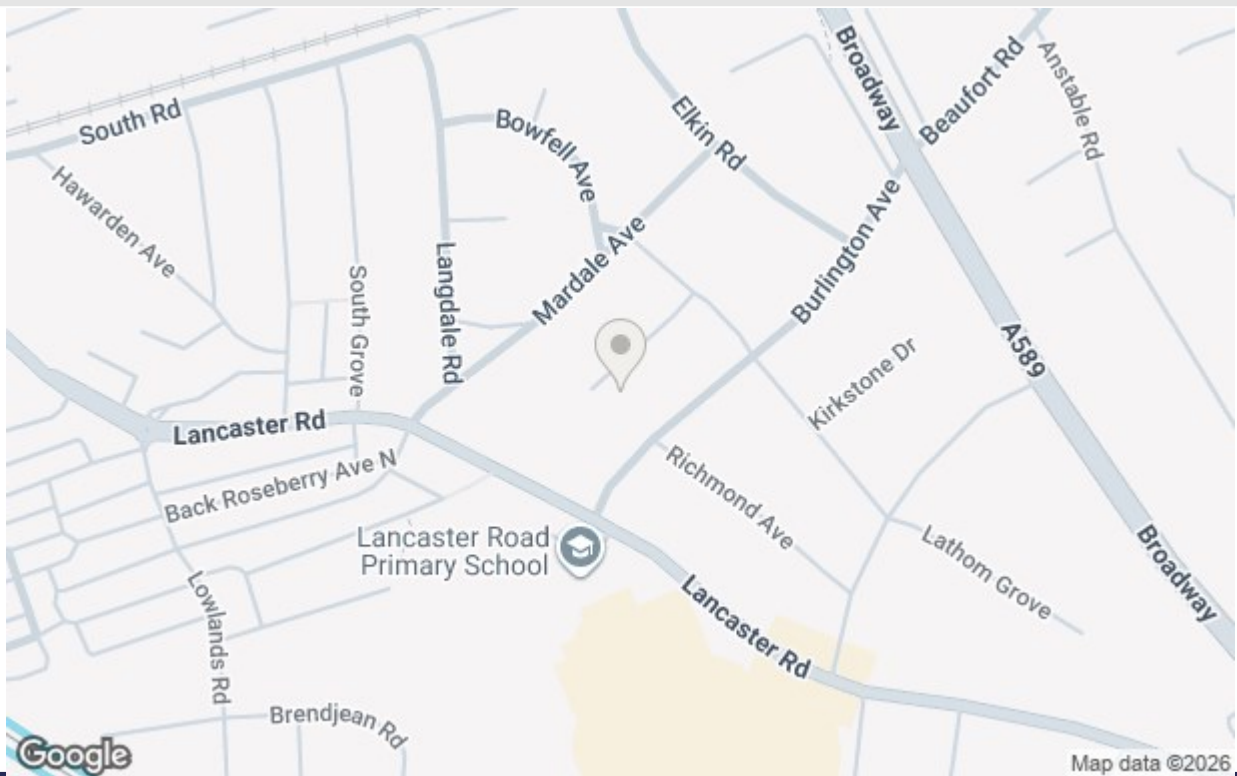 South Rd
Hawarden Ave
South Grove
Langdale Rd
Bowfell Ave
Mardale Ave
Elkin Rd
Broadway
Beaufort Rd
Anstable Rd
Burlington Ave
Kirkstone Dr
A589
Lancaster Rd
Back Roseberry Ave N
Richmond Ave
Lancaster Road
Primary School
Lathom Grove
Broadway
Lowlands Rd
Lancaster Rd
Brendjean Rd
Google
Map data ©2026